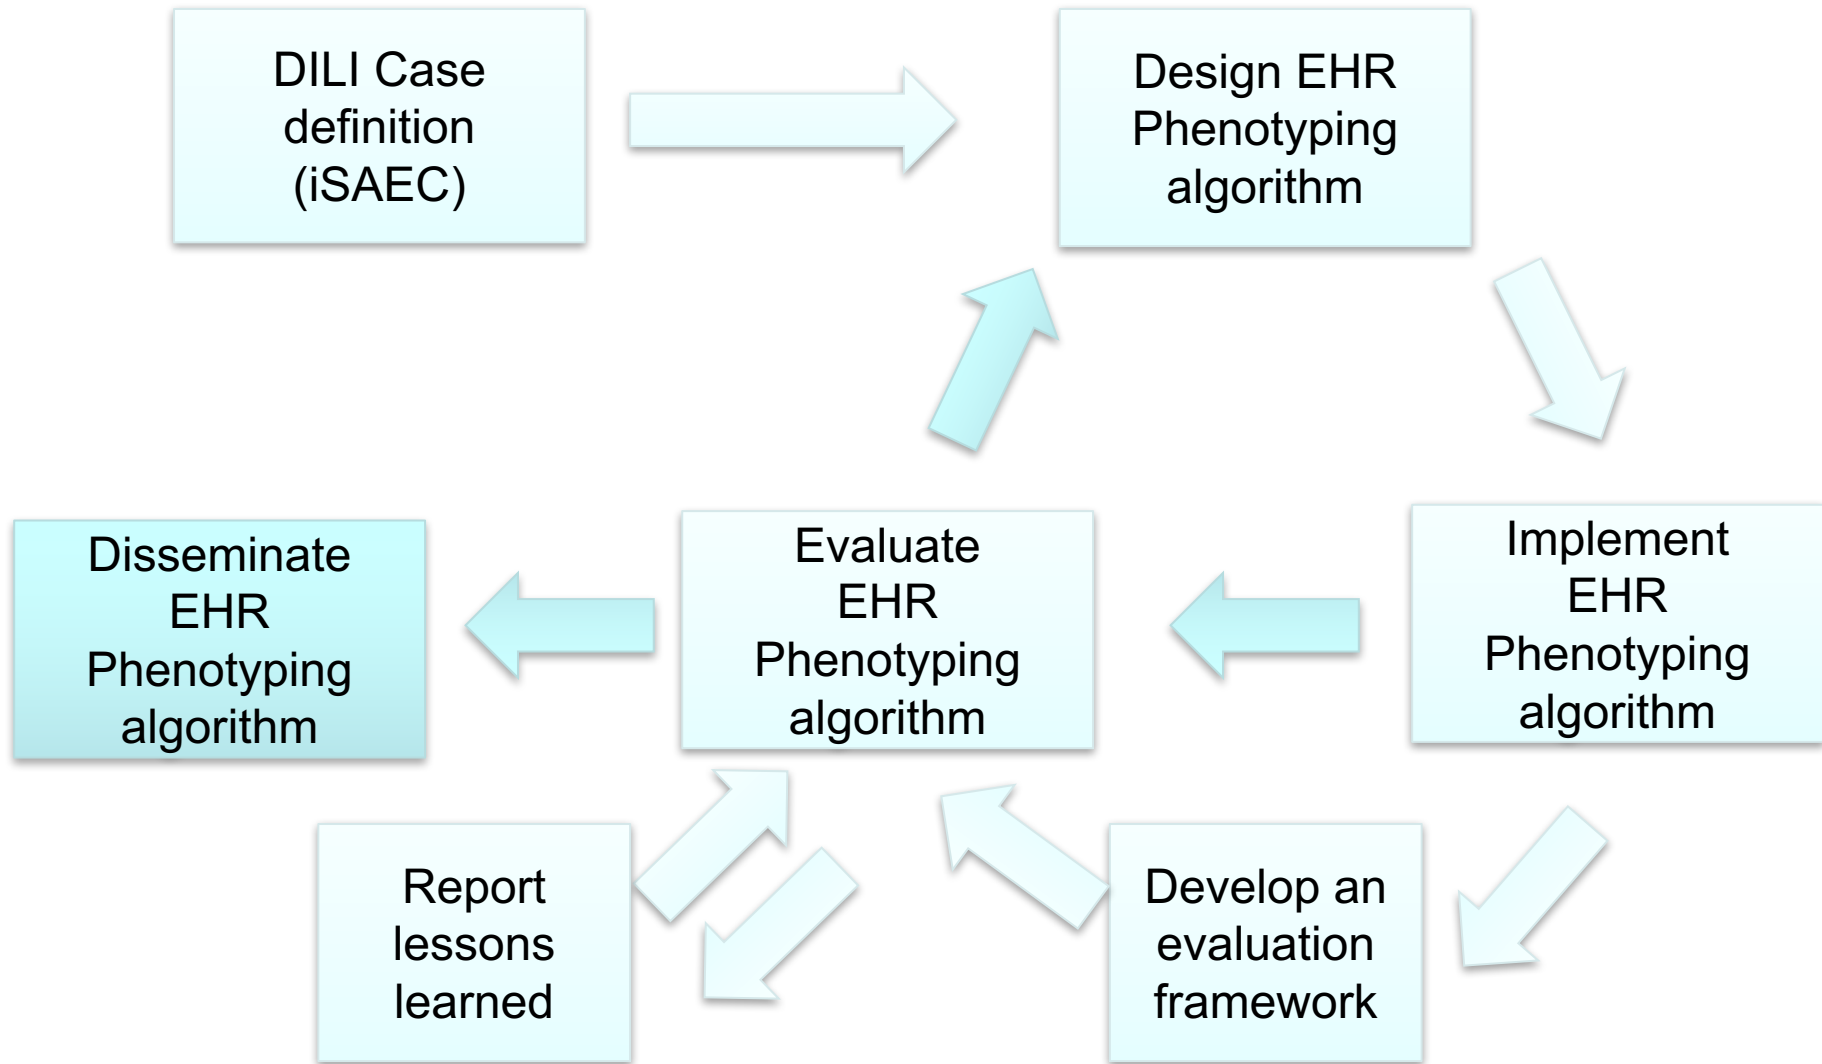 DILI Case
definition
(iSAEC)
Design EHR
Phenotyping
algorithm
Disseminate
EHR
Phenotyping
algorithm
Evaluate
EHR
Phenotyping
algorithm
Implement
EHR
Phenotyping
algorithm
Report
lessons
learned
Develop an
evaluation
framework